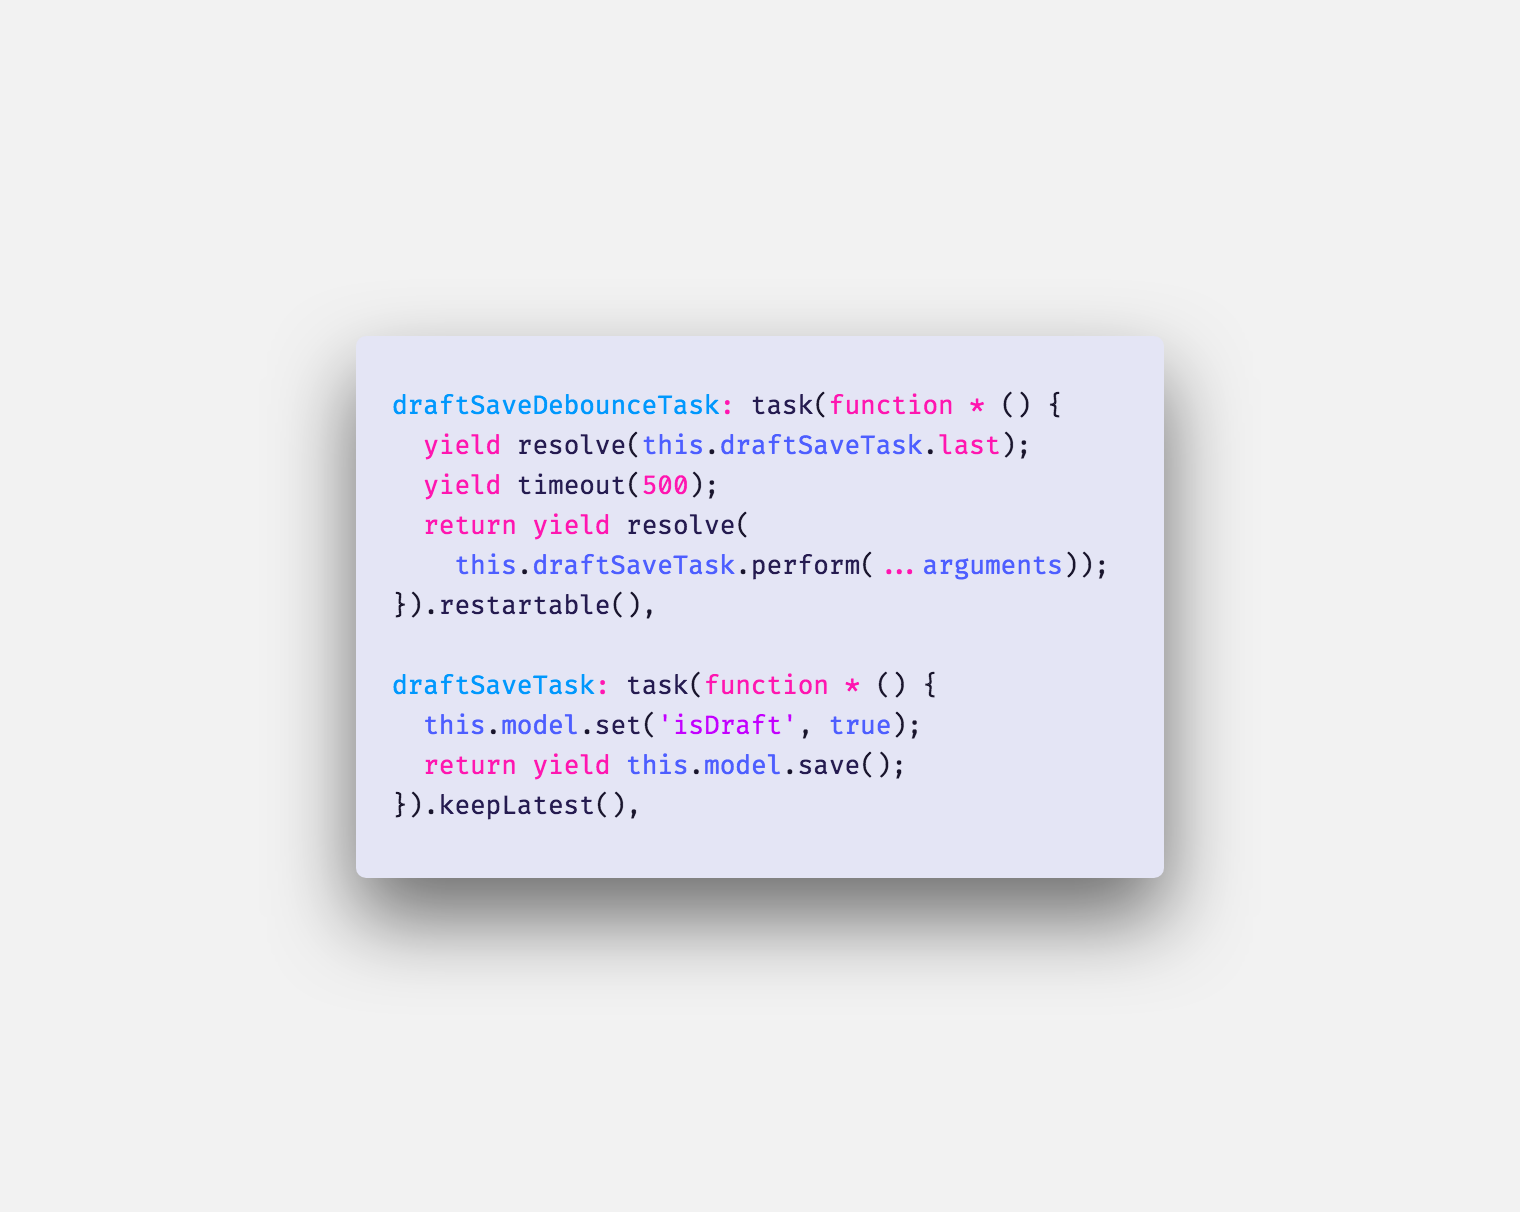 draftSaveDebounceTask: task(function * () {
  yield resolve(this.draftSaveTask.last);
  yield timeout(500);
  return yield resolve(
    this.draftSaveTask.perform(...arguments));
}).restartable(),

draftSaveTask: task(function * () {
  this.model.set('isDraft', true);
  return yield this.model.save();
}).keepLatest(),